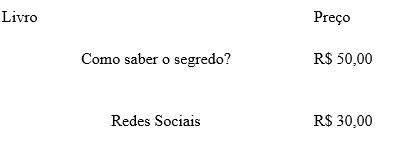 Livro Preço
Como saber o segredo? R$ 50,00
Redes Sociais R$ 30,00